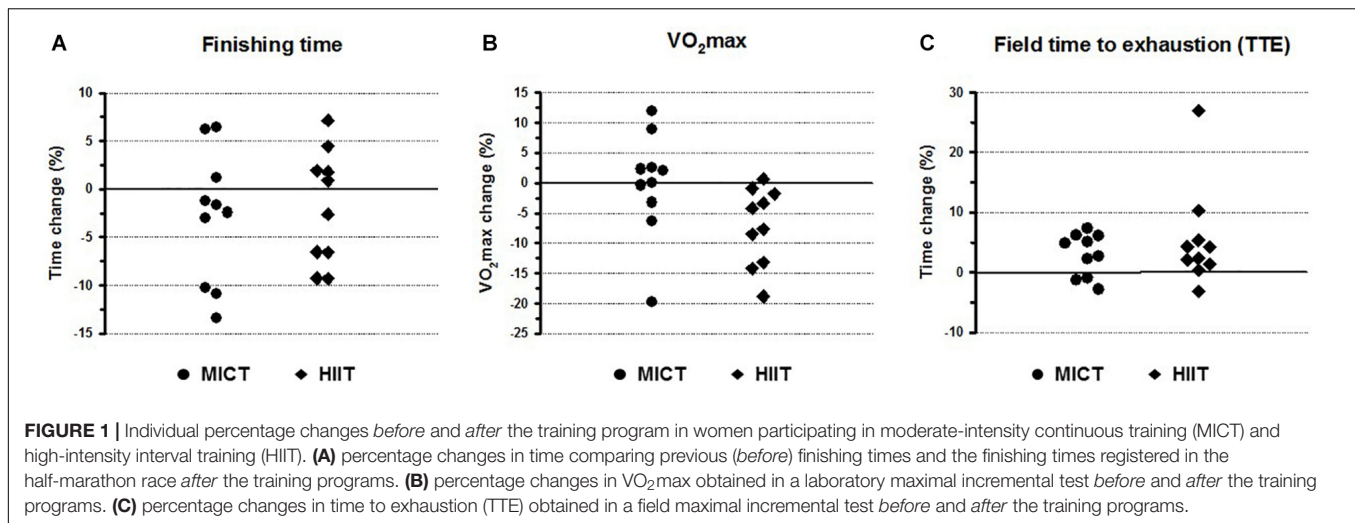 A Finishing time
Time change (%)
10
5
0
-5
-10
-15
● MICT ◆ HIIT
B VO₂max
VO₂max change (%)
15
10
5
0
-5
-10
-15
-20
-25
● MICT ◆ HIIT
C Field time to exhaustion (TTE)
Time change (%)
30
20
10
0
-10
● MICT ◆ HIIT
FIGURE 1 | Individual percentage changes before and after the training program in women participating in moderate-intensity continuous training (MICT) and
high-intensity interval training (HIIT). (A) percentage changes in time comparing previous (before) finishing times and the finishing times registered in the
half-marathon race after the training programs. (B) percentage changes in VO₂max obtained in a laboratory maximal incremental test before and after the training
programs. (C) percentage changes in time to exhaustion (TTE) obtained in a field maximal incremental test before and after the training programs.